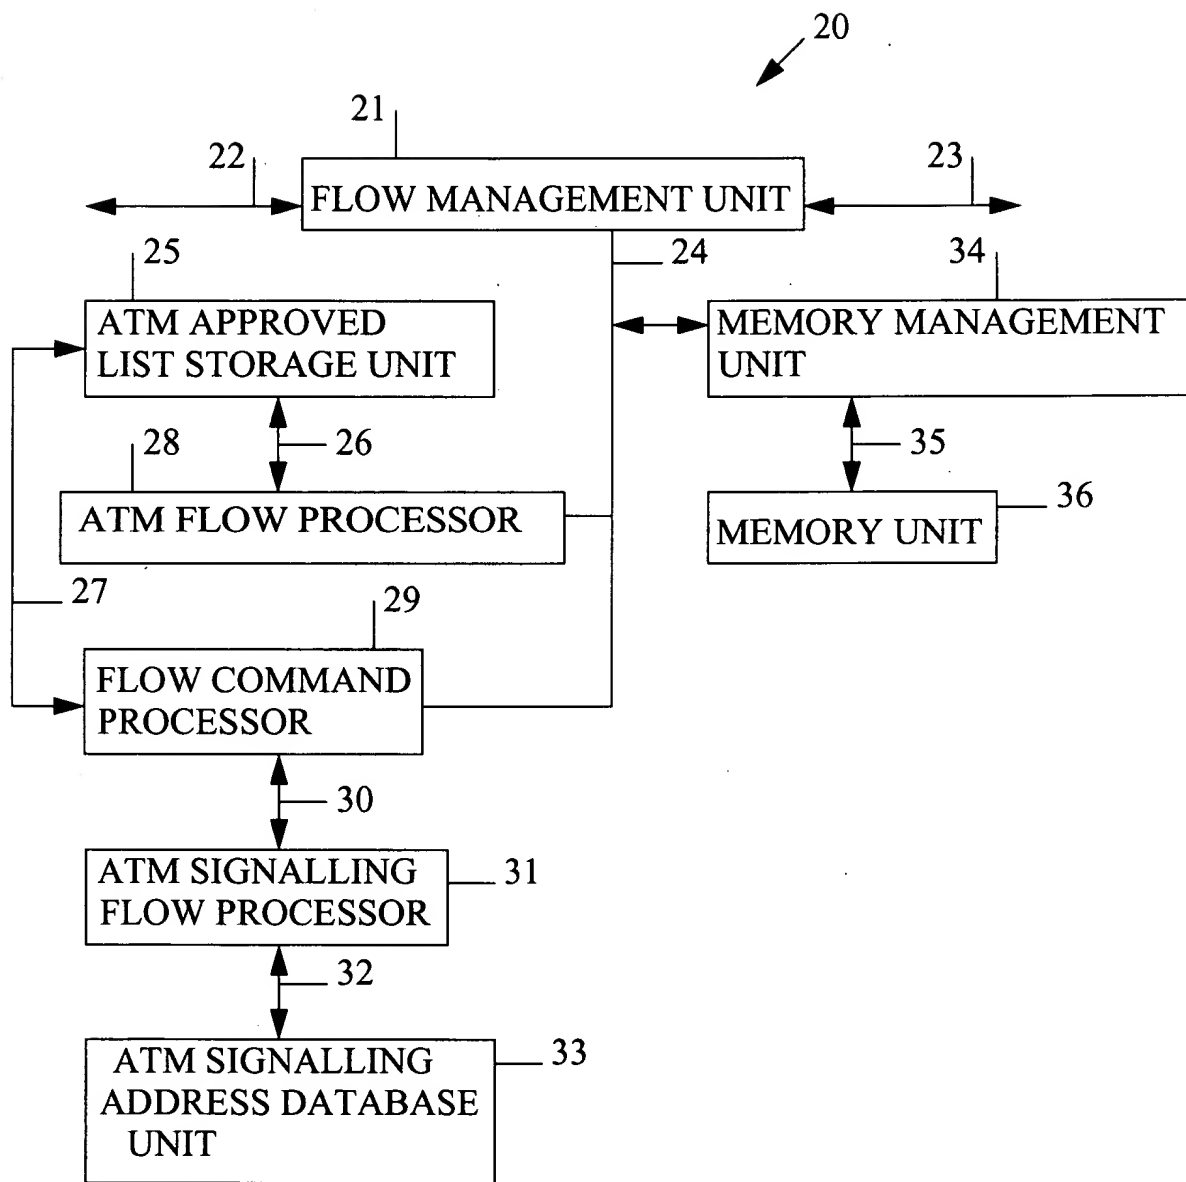 20
21
22
23
FLOW MANAGEMENT UNIT
25
24
34
ATM APPROVED
LIST STORAGE UNIT
MEMORY MANAGEMENT
UNIT
28
26
35
36
ATM FLOW PROCESSOR
MEMORY UNIT
27
29
FLOW COMMAND
PROCESSOR
30
ATM SIGNALLING
FLOW PROCESSOR
31
32
ATM SIGNALLING
ADDRESS DATABASE
UNIT
33